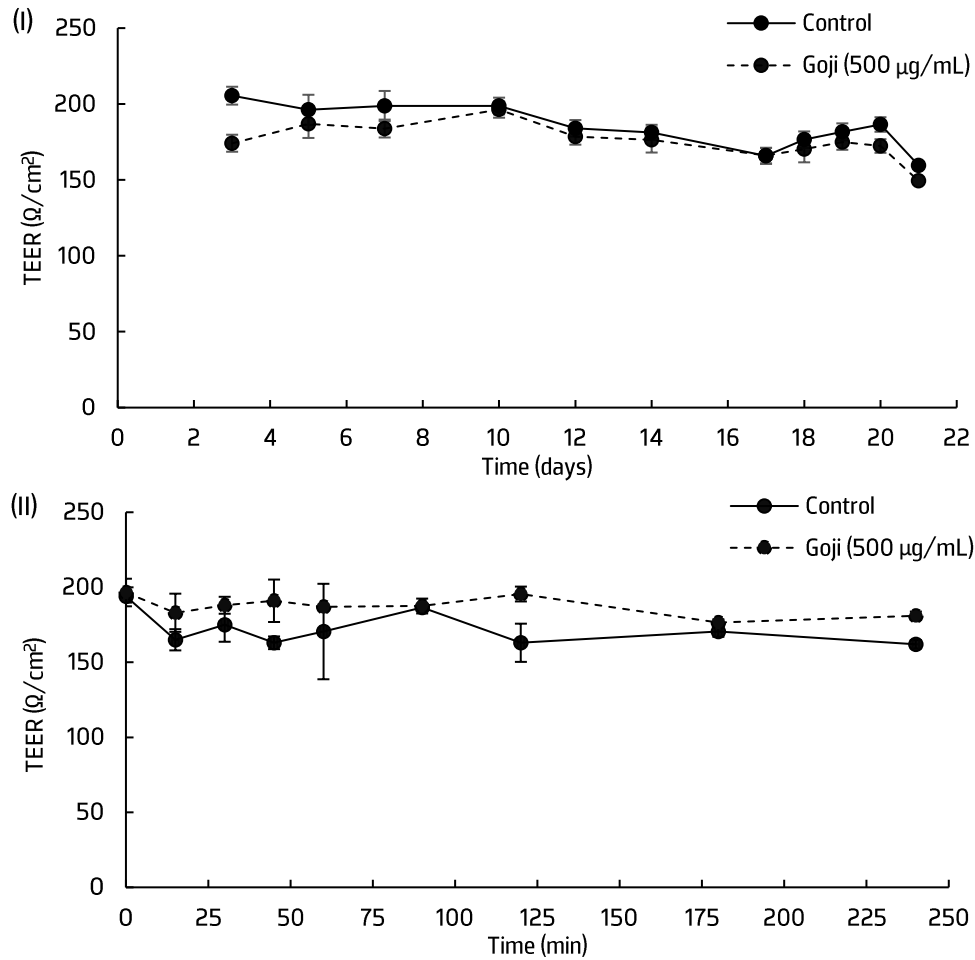 (I)
Control
Goji (500 µg/mL)
TEER (Ω/cm²)
250
200
150
100
50
0
0 2 4 6 8 10 12 14 16 18 20 22
Time (days)
(II)
Control
Goji (500 µg/mL)
TEER (Ω/cm²)
250
200
150
100
50
0
0 25 50 75 100 125 150 175 200 225 250
Time (min)